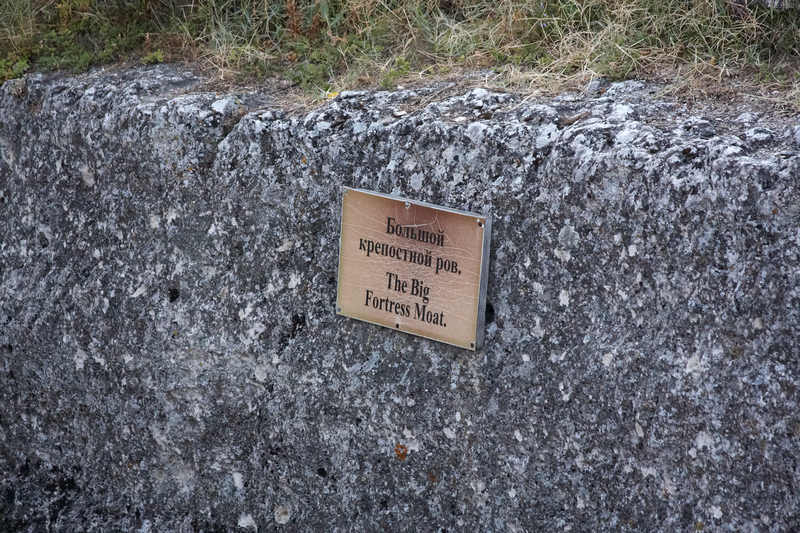 Большой
крепостной ров.
The Big
Fortress Moat.